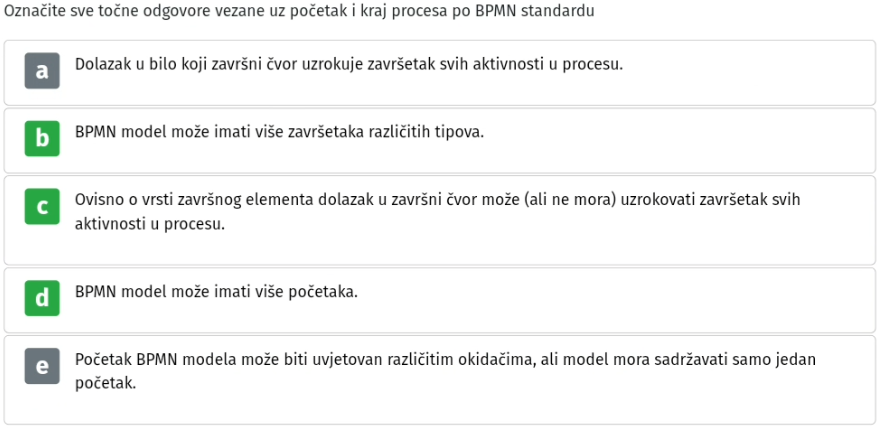 Označite sve točne odgovore vezane uz početak i kraj procesa po BPMN standardu
a
Dolazak u bilo koji završni čvor uzrokuje završetak svih aktivnosti u procesu.
b
BPMN model može imati više završetaka različitih tipova.
c
Ovisno o vrsti završnog elementa dolazak u završni čvor može (ali ne mora) uzrokovati završetak svih
aktivnosti u procesu.
d
BPMN model može imati više početaka.
e
Početak BPMN modela može biti uvjetovan različitim okidačima, ali model mora sadržavati samo jedan
početak.